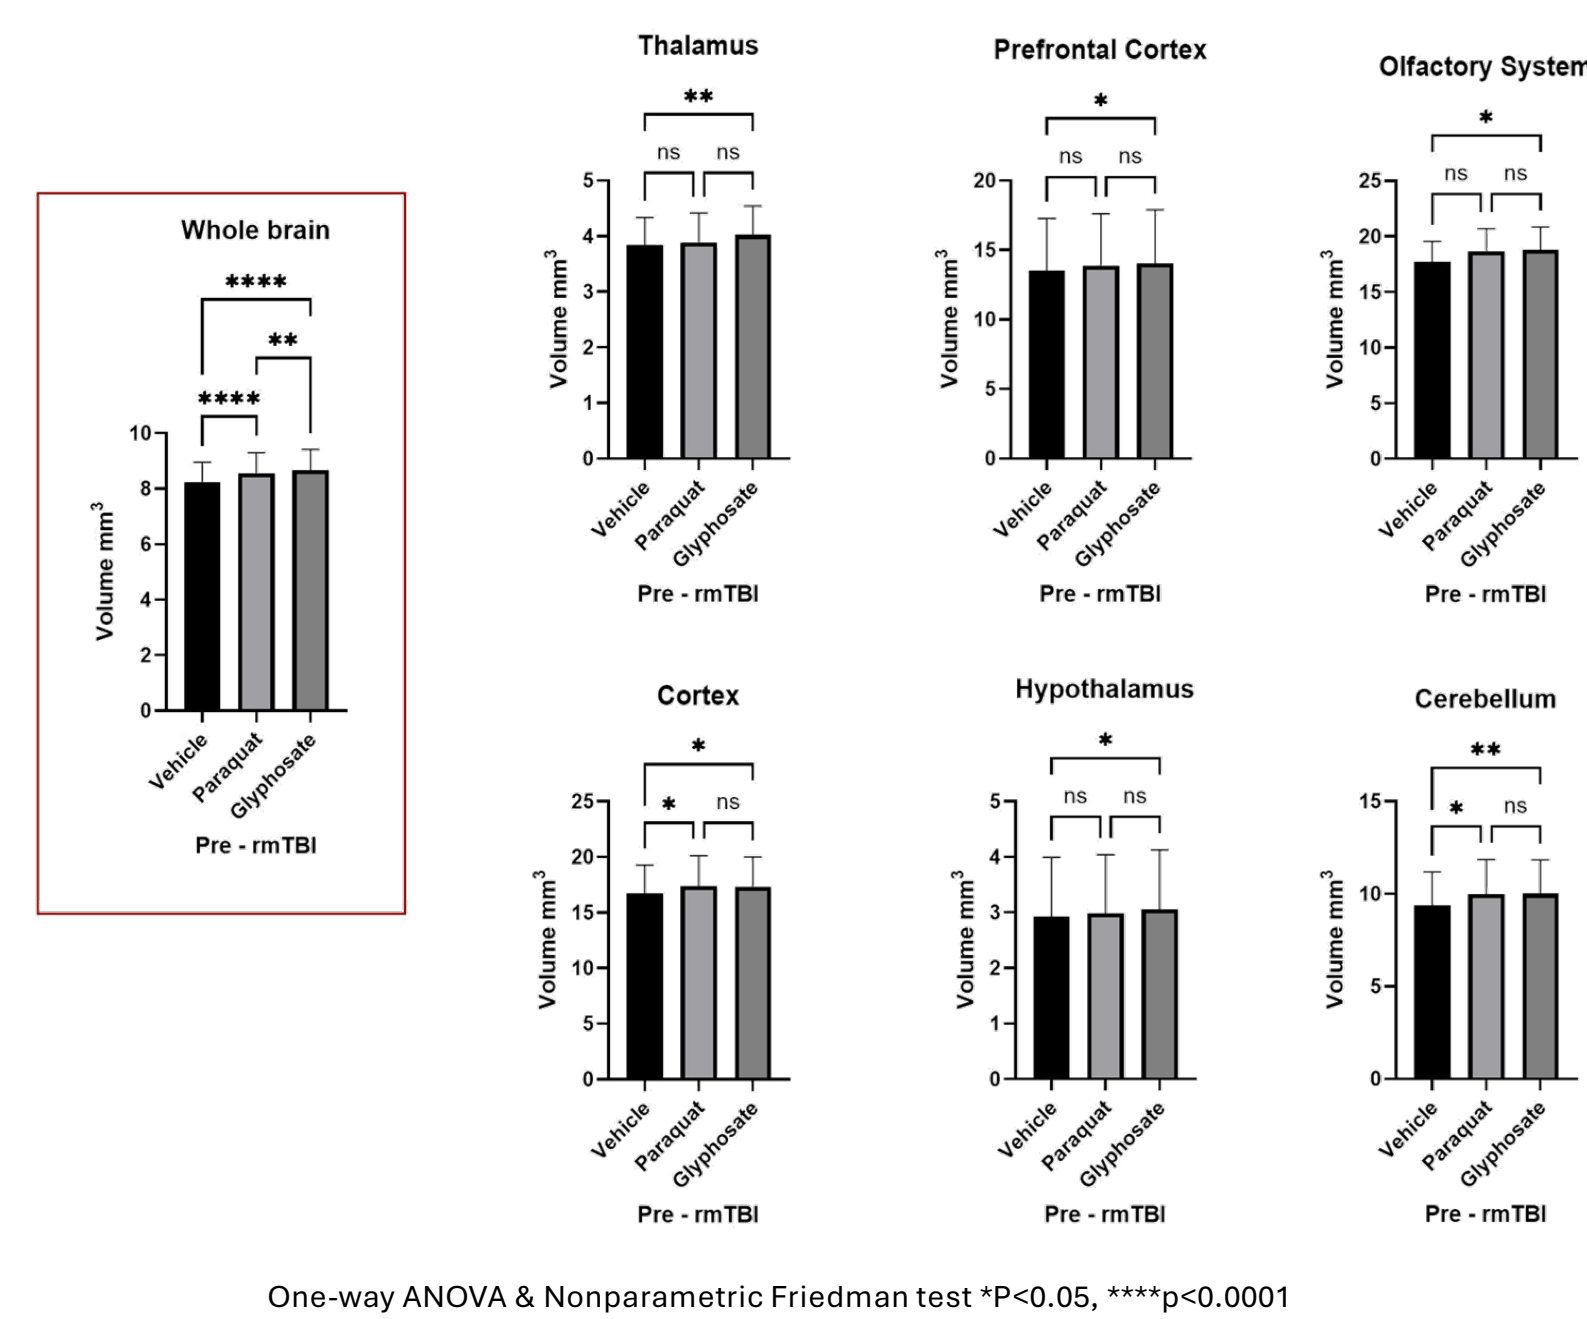 Whole brain
****
**
****
10
8
6
4
2
0
Volume mm³
Vehicle
Paraquat
Glyphosate
Pre - rmTBI
Thalamus
**
ns ns
5
4
3
2
1
0
Volume mm³
Vehicle
Paraquat
Glyphosate
Pre - rmTBI
Prefrontal Cortex
*
ns ns
20
15
10
5
0
Volume mm³
Vehicle
Paraquat
Glyphosate
Pre - rmTBI
Olfactory System
*
ns ns
25
20
15
10
5
0
Volume mm³
Vehicle
Paraquat
Glyphosate
Pre - rmTBI
Cortex
*
* ns
25
20
15
10
5
0
Volume mm³
Vehicle
Paraquat
Glyphosate
Pre - rmTBI
Hypothalamus
*
ns ns
5
4
3
2
1
0
Volume mm³
Vehicle
Paraquat
Glyphosate
Pre - rmTBI
Cerebellum
**
* ns
15
10
5
0
Volume mm³
Vehicle
Paraquat
Glyphosate
Pre - rmTBI
One-way ANOVA & Nonparametric Friedman test *P<0.05, ****p<0.0001